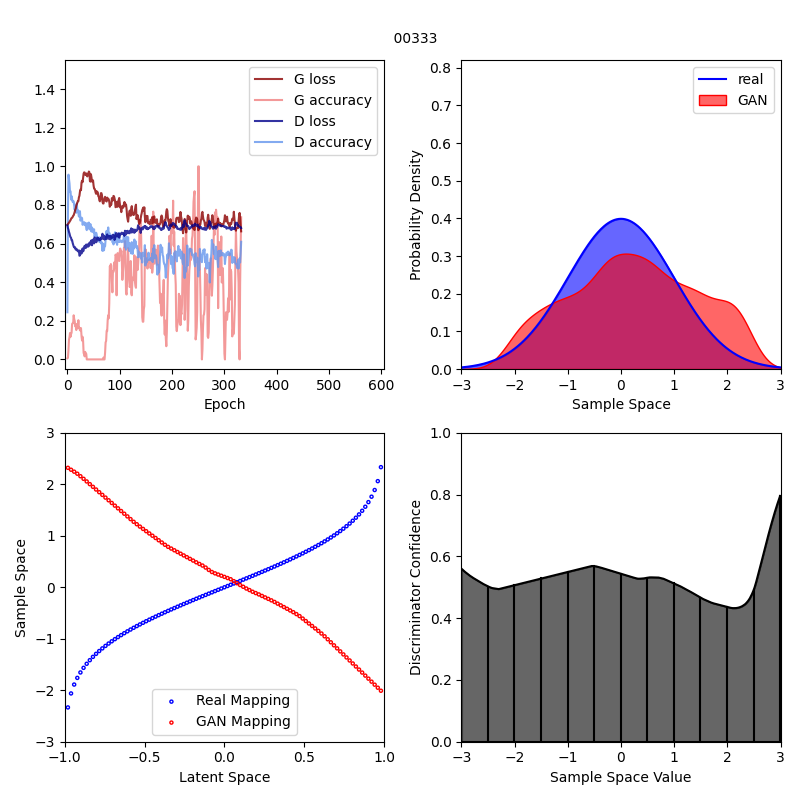 00333
G loss
G accuracy
D loss
D accuracy
1.4
1.2
1.0
0.8
0.6
0.4
0.2
0.0
0 100 200 300 400 500 600
Epoch
real
GAN
Probability Density
0.8
0.7
0.6
0.5
0.4
0.3
0.2
0.1
0.0
−3 −2 −1 0 1 2 3
Sample Space
Sample Space
3
2
1
0
−1
−2
−3
Real Mapping
GAN Mapping
−1.0 −0.5 0.0 0.5 1.0
Latent Space
Discriminator Confidence
1.0
0.8
0.6
0.4
0.2
0.0
−3 −2 −1 0 1 2 3
Sample Space Value